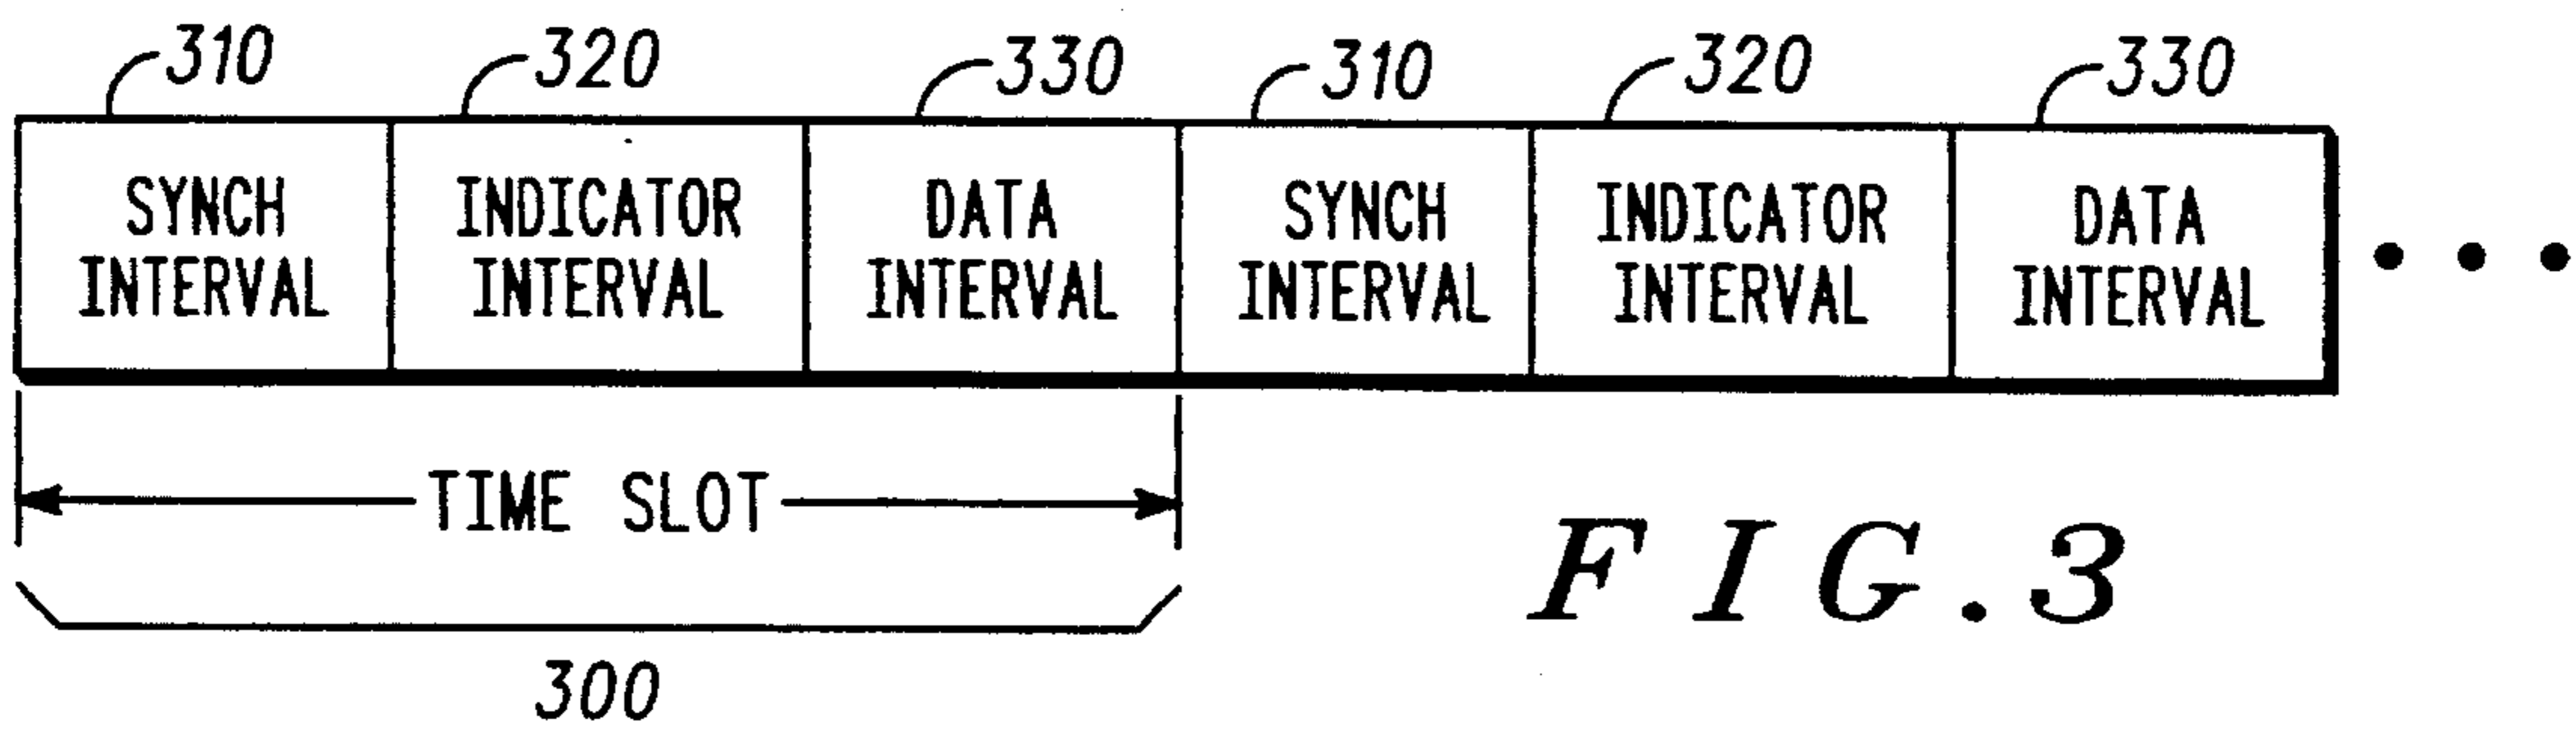 310 320 330 310 320 330
SYNCH INTERVAL
INDICATOR INTERVAL
DATA INTERVAL
SYNCH INTERVAL
INDICATOR INTERVAL
DATA INTERVAL
TIME SLOT
300
FIG.3